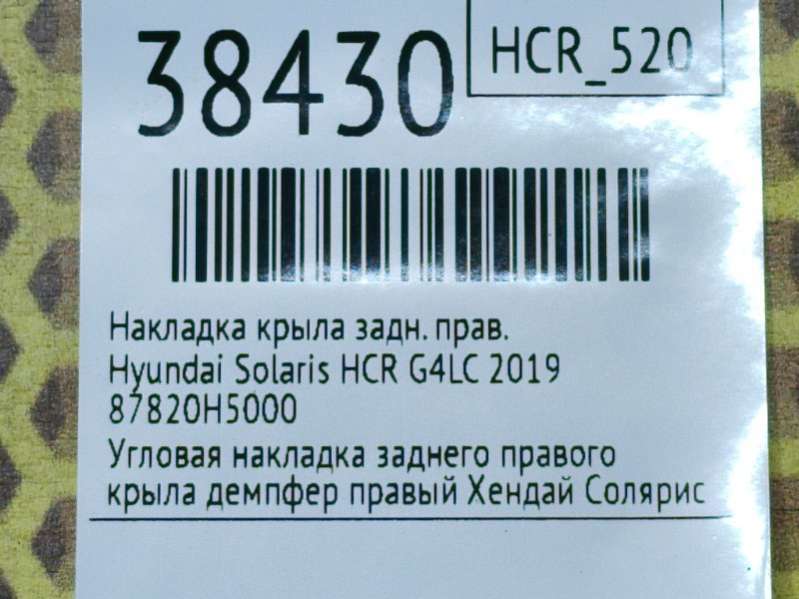 38430
HCR_520
Накладка крыла задн. прав.
Hyundai Solaris HCR G4LC 2019
87820H5000
Угловая накладка заднего правого
крыла демпфер правый Хендай Солярис